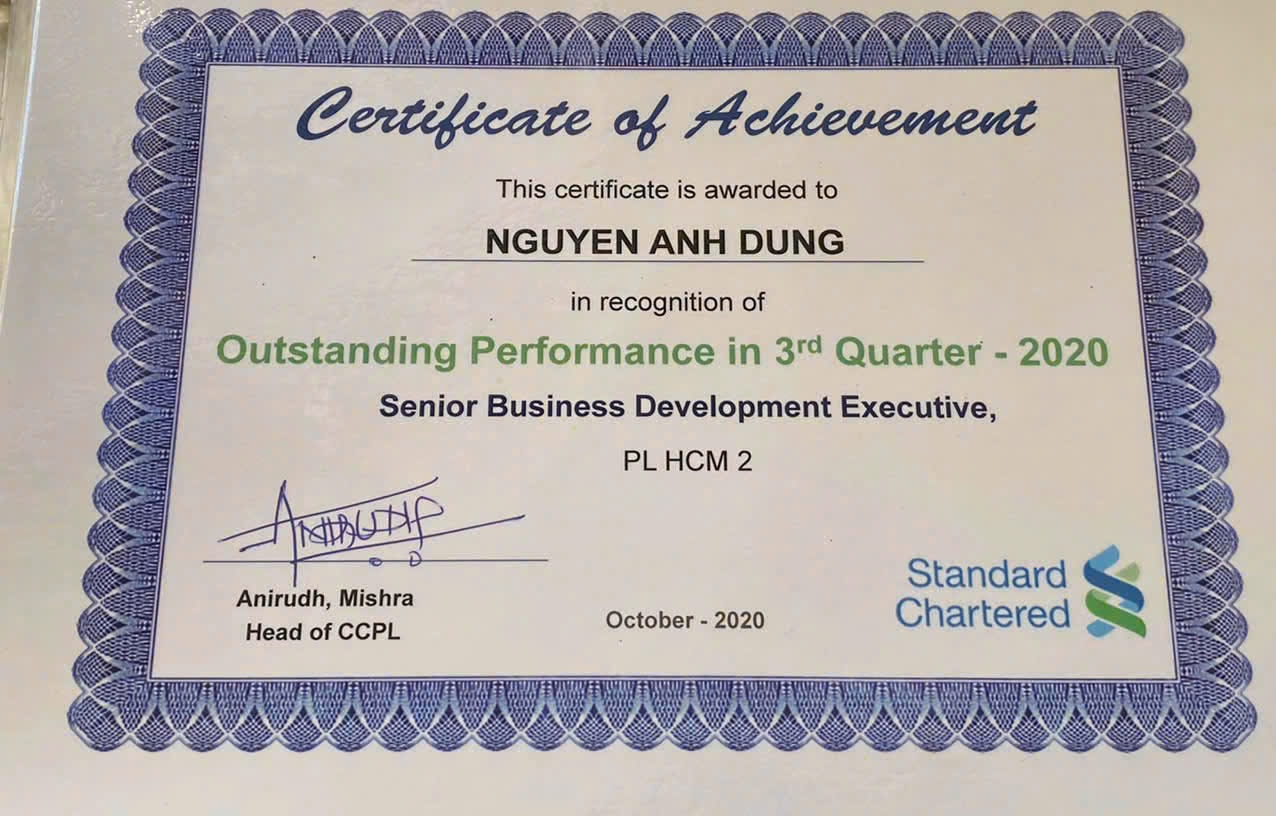 Certificate of Achievement
This certificate is awarded to
NGUYEN ANH DUNG
in recognition of
Outstanding Performance in 3rd Quarter - 2020
Senior Business Development Executive,
PL HCM 2
ANIRUDH
Anirudh, Mishra
Head of CCPL
October - 2020
Standard
Chartered